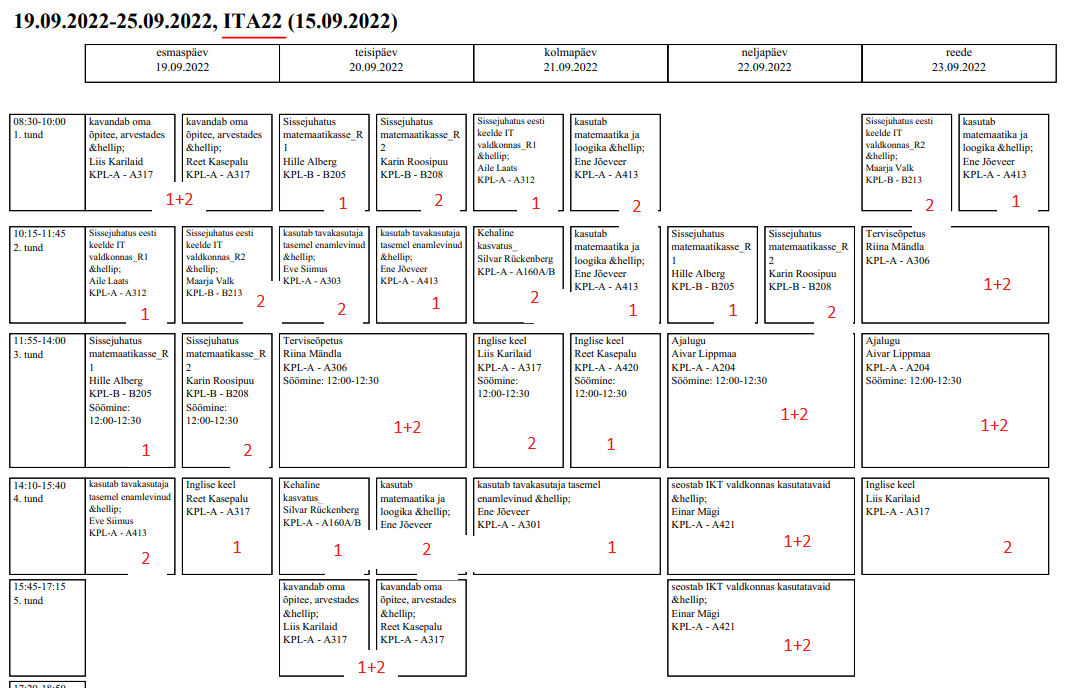 19.09.2022-25.09.2022, ITA22 (15.09.2022)
esmaspäev
19.09.2022
teisipäev
20.09.2022
kolmapäev
21.09.2022
neljapäev
22.09.2022
reede
23.09.2022
08:30-10:00
1. tund
kavandab oma
õpitee, arvestades
&hellip;
Liis Karilaid
KPL-A - A317
kavandab oma
õpitee, arvestades
&hellip;
Reet Kasepalu
KPL-A - A317
1+2
Sissejuhatus
matemaatikasse_R
1
Hille Alberg
KPL-B - B205
1
Sissejuhatus
matemaatikasse_R
2
Karin Roosipuu
KPL-B - B208
2
Sissejuhatus eesti
keelde IT
valdkonnas_R1
&hellip;
Aile Laats
KPL-A - A312
1
kasutab
matemaatika ja
loogika &hellip;
Ene Jõeveer
KPL-A - A413
2
Sissejuhatus eesti
keelde IT
valdkonnas_R2
&hellip;
Maarja Valk
KPL-B - B213
2
kasutab
matemaatika ja
loogika &hellip;
Ene Jõeveer
KPL-A - A413
1
10:15-11:45
2. tund
Sissejuhatus eesti
keelde IT
valdkonnas_R1
&hellip;
Aile Laats
KPL-A - A312
1
Sissejuhatus eesti
keelde IT
valdkonnas_R2
&hellip;
Maarja Valk
KPL-B - B213
2
kasutab tavakasutaja
tasemel enamlevinud
&hellip;
Eve Siimus
KPL-A - A303
2
kasutab tavakasutaja
tasemel enamlevinud
&hellip;
Ene Jõeveer
KPL-A - A413
1
Kehaline
kasvatus_
Silvar Rückenberg
KPL-A - A160A/B
2
kasutab
matemaatika ja
loogika &hellip;
Ene Jõeveer
KPL-A - A413
1
Sissejuhatus
matemaatikasse_R
1
Hille Alberg
KPL-B - B205
1
Sissejuhatus
matemaatikasse_R
2
Karin Roosipuu
KPL-B - B208
2
Terviseõpetus
Riina Mändla
KPL-A - A306
1+2
11:55-14:00
3. tund
Sissejuhatus
matemaatikasse_R
1
Hille Alberg
KPL-B - B205
Söömine:
12:00-12:30
1
Sissejuhatus
matemaatikasse_R
2
Karin Roosipuu
KPL-B - B208
Söömine:
12:00-12:30
2
Terviseõpetus
Riina Mändla
KPL-A - A306
Söömine: 12:00-12:30
1+2
Inglise keel
Liis Karilaid
KPL-A - A317
Söömine:
12:00-12:30
2
Inglise keel
Reet Kasepalu
KPL-A - A420
Söömine:
12:00-12:30
1
Ajalugu
Aivar Lippmaa
KPL-A - A204
Söömine: 12:00-12:30
1+2
Ajalugu
Aivar Lippmaa
KPL-A - A204
Söömine: 12:00-12:30
1+2
14:10-15:40
4. tund
kasutab tavakasutaja
tasemel enamlevinud
&hellip;
Eve Siimus
KPL-A - A413
2
Inglise keel
Reet Kasepalu
KPL-A - A317
1
Kehaline
kasvatus_
Silvar Rückenberg
KPL-A - A160A/B
1
kasutab
matemaatika ja
loogika &hellip;
Ene Jõeveer
2
kasutab tavakasutaja tasemel
enamlevinud &hellip;
Ene Jõeveer
KPL-A - A301
1
seostab IKT valdkonnas kasutatavaid
&hellip;
Einar Mägi
KPL-A - A421
1+2
Inglise keel
Liis Karilaid
KPL-A - A317
2
15:45-17:15
5. tund
kavandab oma
õpitee, arvestades
&hellip;
Liis Karilaid
KPL-A - A317
kavandab oma
õpitee, arvestades
&hellip;
Reet Kasepalu
KPL-A - A317
1+2
seostab IKT valdkonnas kasutatavaid
&hellip;
Einar Mägi
KPL-A - A421
1+2